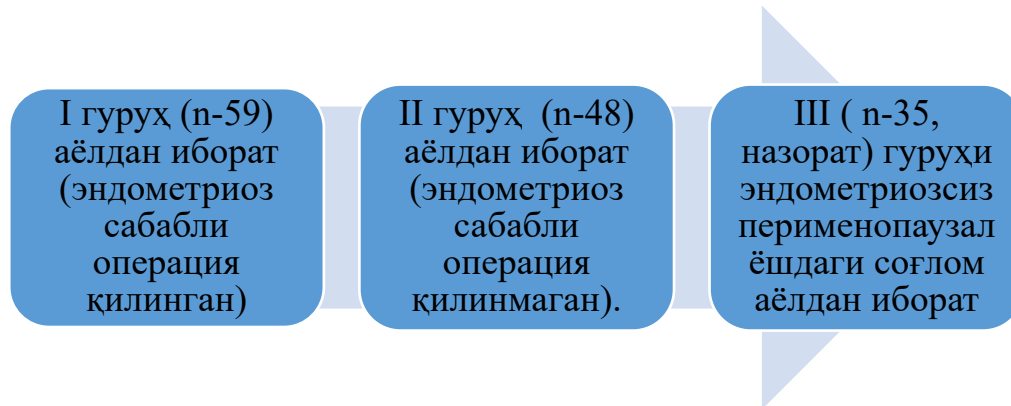 I гуруҳ (n-59)
аёлдан иборат
(эндометриоз
сабабли
операция
қилинган)
II гуруҳ (n-48)
аёлдан иборат
(эндометриоз
сабабли
операция
қилинмаган).
III ( n-35,
назорат) гуруҳи
эндометриозсиз
перименопаузал
ёшдаги соғлом
аёлдан иборат